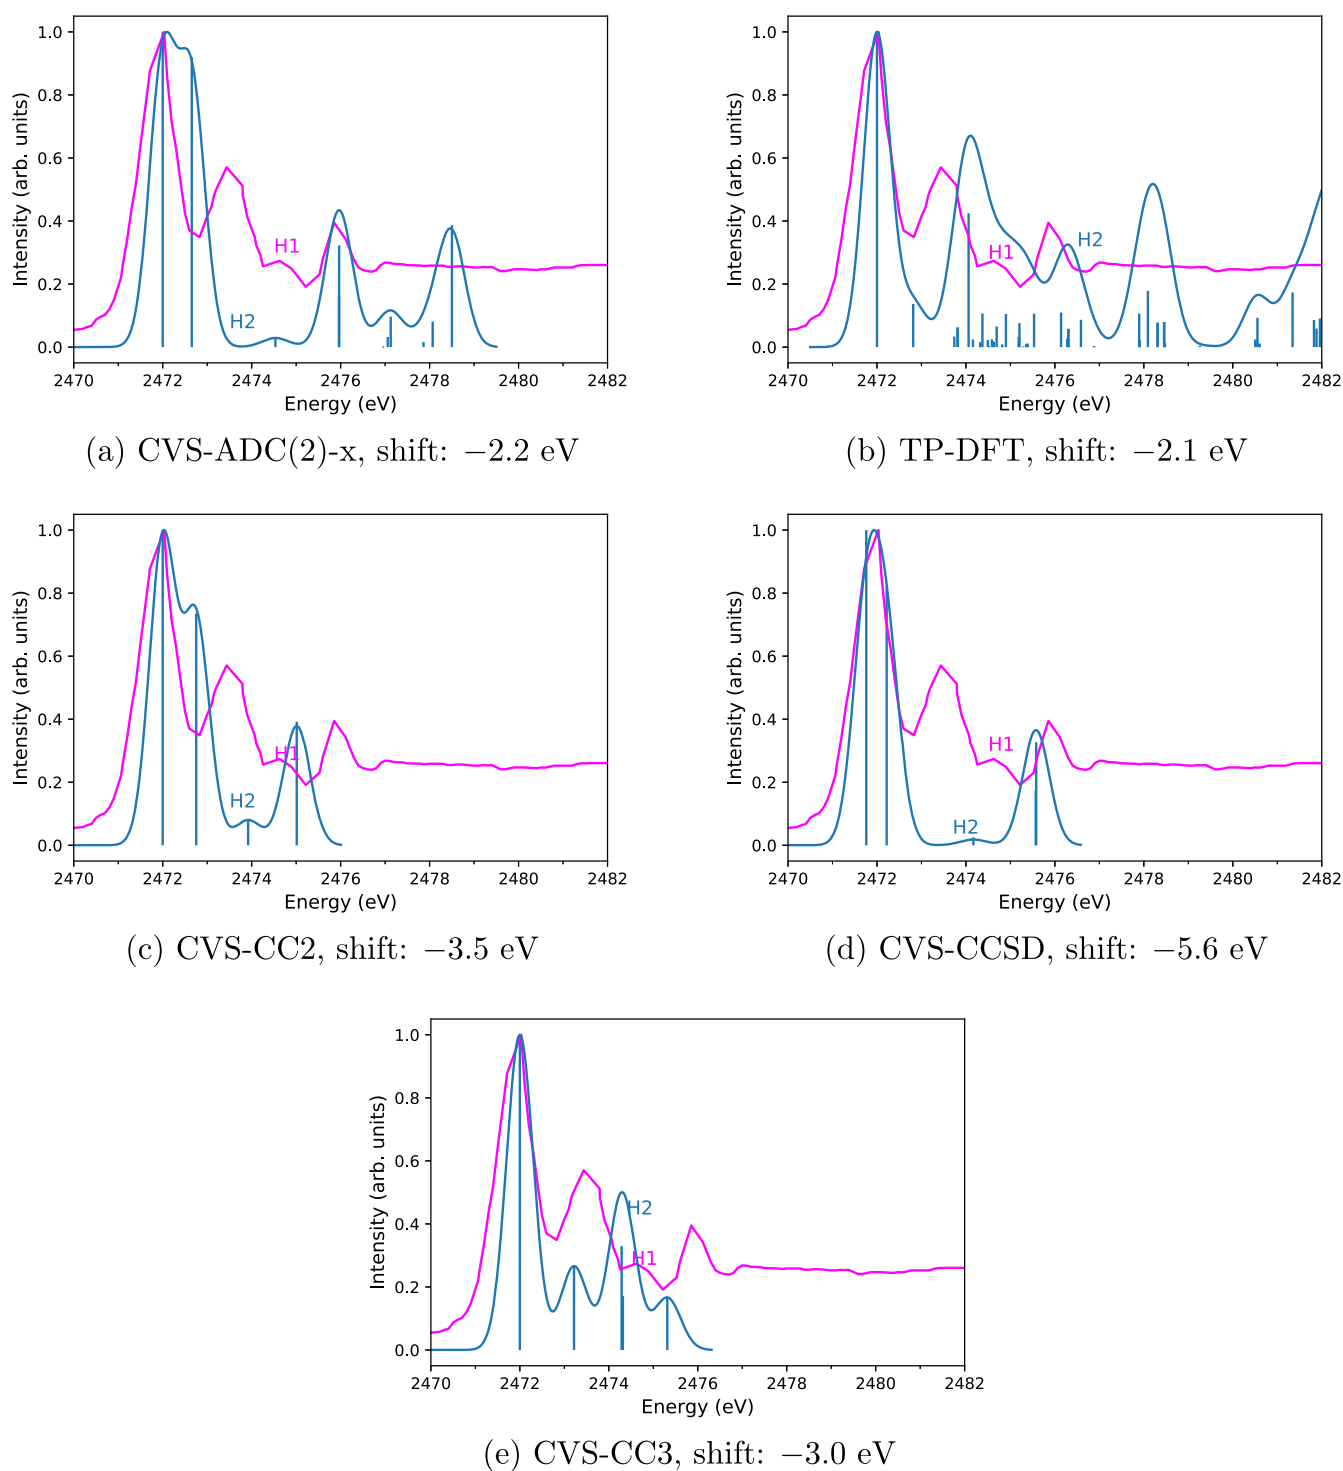 1.0
0.8
0.6
0.4
0.2
0.0
Intensity (arb. units)
H1
H2
2470 2472 2474 2476 2478 2480 2482
Energy (eV)
(a) CVS-ADC(2)-x, shift: −2.2 eV
1.0
0.8
0.6
0.4
0.2
0.0
Intensity (arb. units)
H2
H1
2470 2472 2474 2476 2478 2480 2482
Energy (eV)
(b) TP-DFT, shift: −2.1 eV
1.0
0.8
0.6
0.4
0.2
0.0
Intensity (arb. units)
H1
H2
2470 2472 2474 2476 2478 2480 2482
Energy (eV)
(c) CVS-CC2, shift: −3.5 eV
1.0
0.8
0.6
0.4
0.2
0.0
Intensity (arb. units)
H1
H2
2470 2472 2474 2476 2478 2480 2482
Energy (eV)
(d) CVS-CCSD, shift: −5.6 eV
1.0
0.8
0.6
0.4
0.2
0.0
Intensity (arb. units)
H2
H1
2470 2472 2474 2476 2478 2480 2482
Energy (eV)
(e) CVS-CC3, shift: −3.0 eV